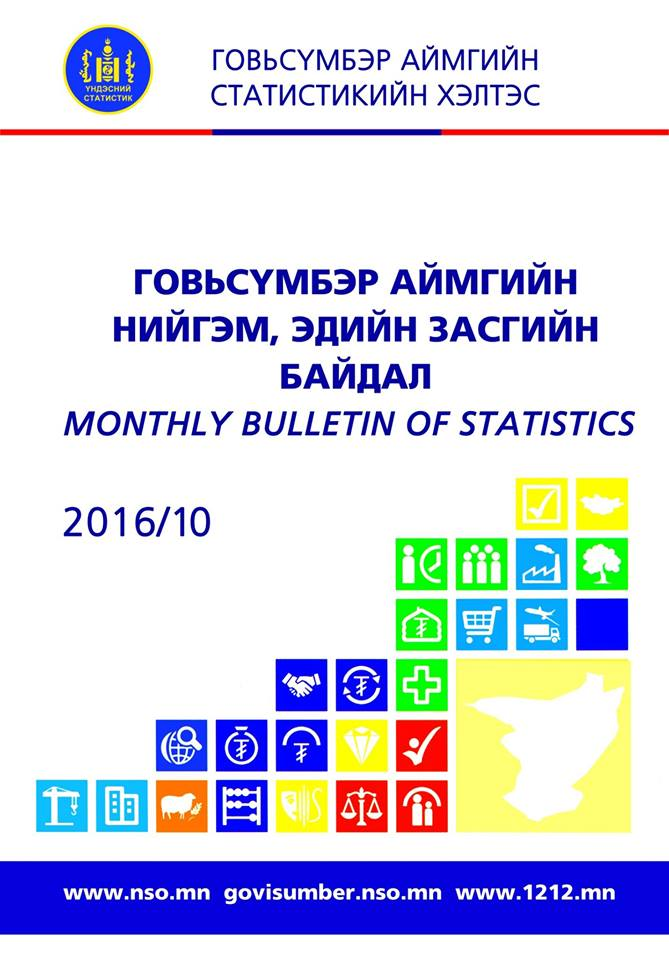 ҮНДЭСНИЙ
СТАТИСТИК
ГОВЬСҮМБЭР АЙМГИЙН
СТАТИСТИКИЙН ХЭЛТЭС
ГОВЬСҮМБЭР АЙМГИЙН
НИЙГЭМ, ЭДИЙН ЗАСГИЙН
БАЙДАЛ
MONTHLY BULLETIN OF STATISTICS
2016/10
www.nso.mn govisumber.nso.mn www.1212.mn